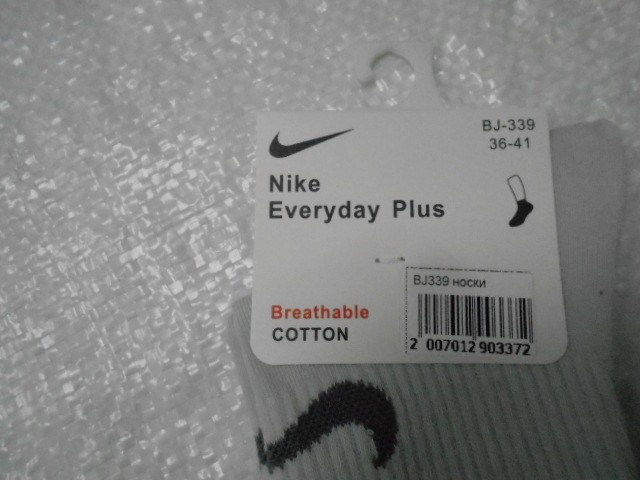 BJ-339
36-41
Nike
Everyday Plus
BJ339 носки
Breathable
COTTON
2 007012 903372